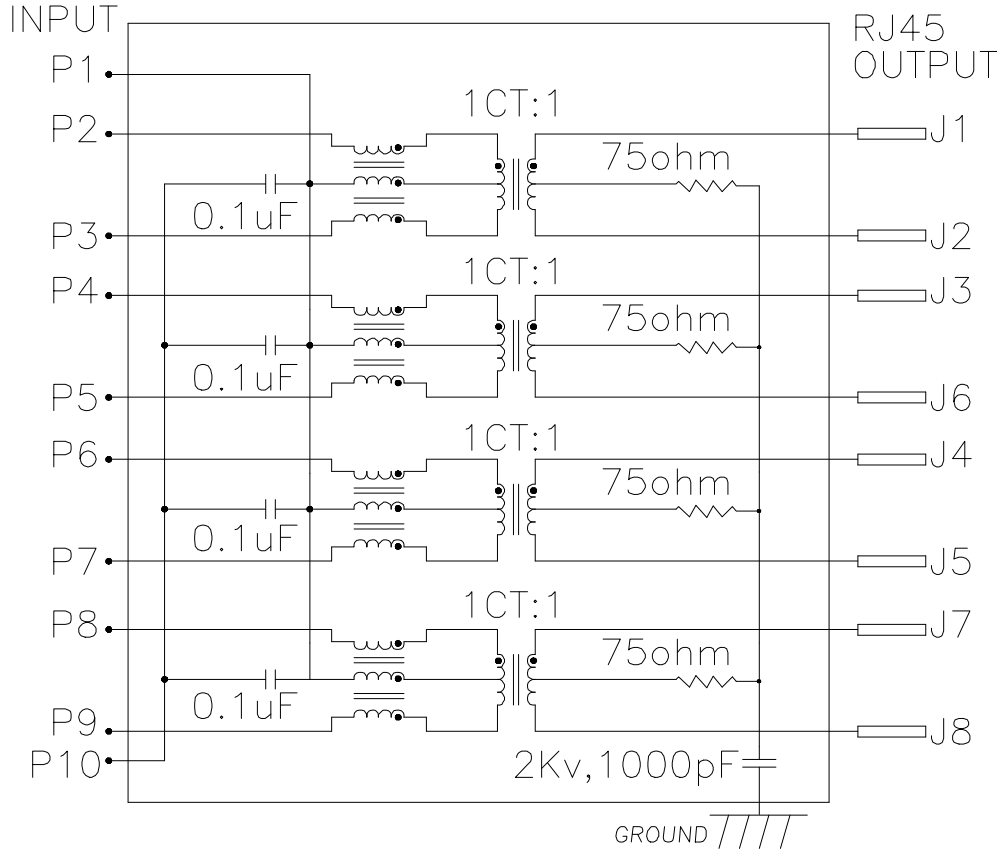 INPUT
RJ45
OUTPUT
P1
1CT:1
P2
J1
75ohm
0.1uF
P3
J2
1CT:1
P4
J3
75ohm
0.1uF
P5
J6
1CT:1
P6
J4
75ohm
0.1uF
P7
J5
1CT:1
P8
J7
75ohm
0.1uF
P9
J8
P10
2Kv,1000pF
GROUND